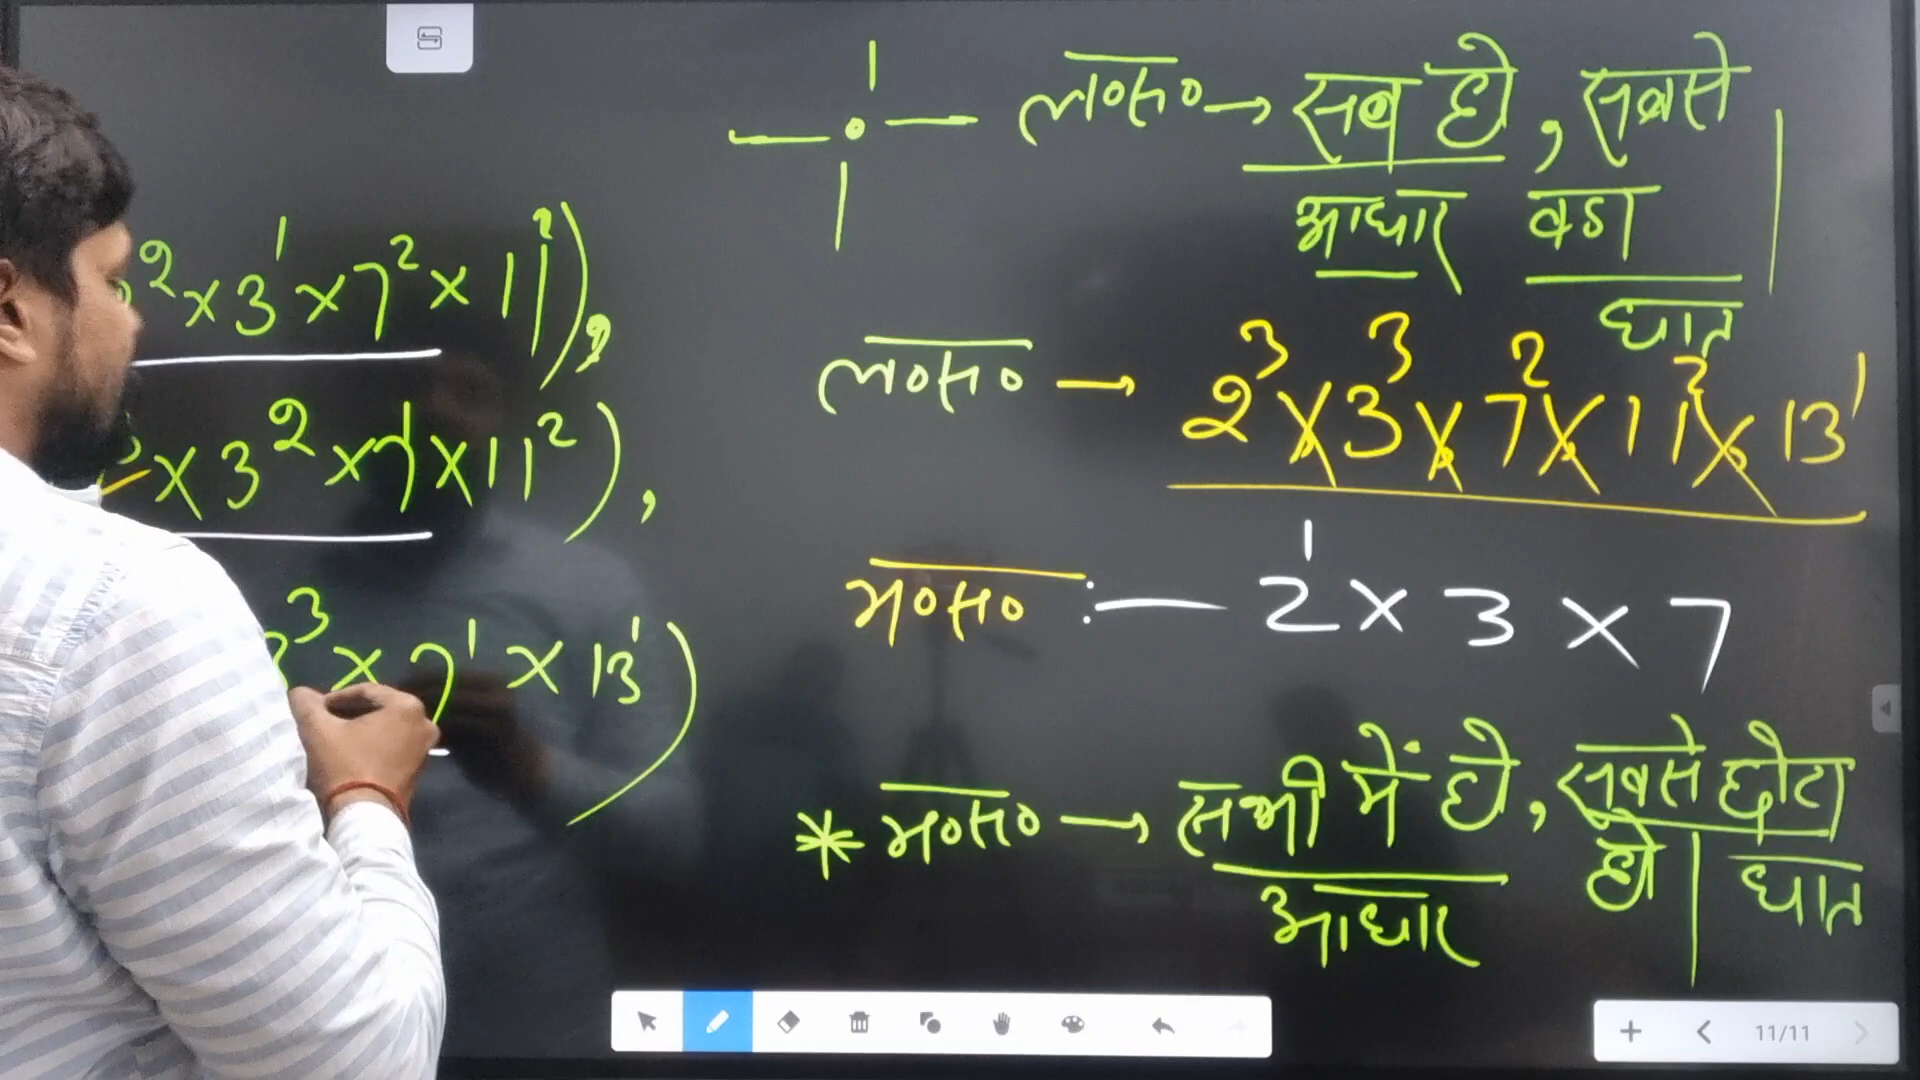 ल०स० → सब हो, सबसे
आधार बडा
घात
² × 3¹ × 7² × 11²),
ल०स० → 2³ × 3³ × 7² × 11² × 13¹
× 3² × 7¹ × 11²),
म०स० :— 2¹ × 3 × 7
3³ × 7¹ × 13¹)
* म०स० → सभी में हो, सबसे छोटा
आधार हो | घात
11/11